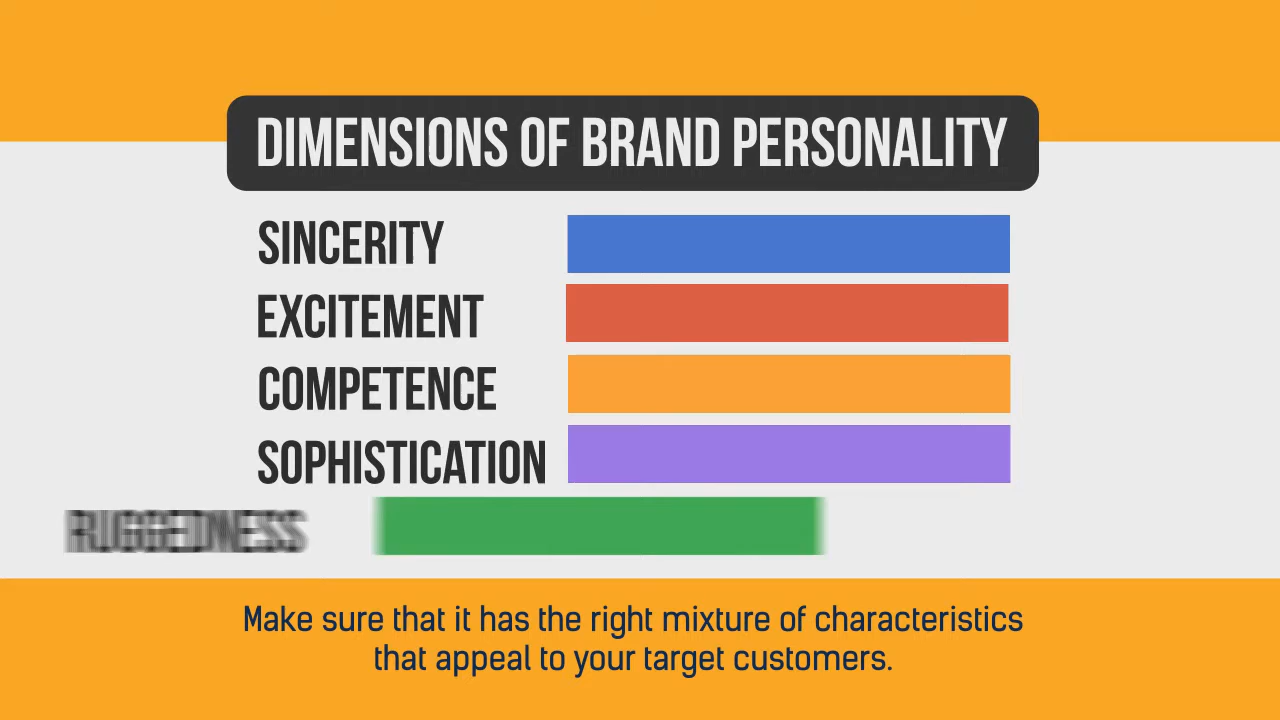 DIMENSIONS OF BRAND PERSONALITY
SINCERITY
EXCITEMENT
COMPETENCE
SOPHISTICATION
RUGGEDNESS
Make sure that it has the right mixture of characteristics
that appeal to your target customers.